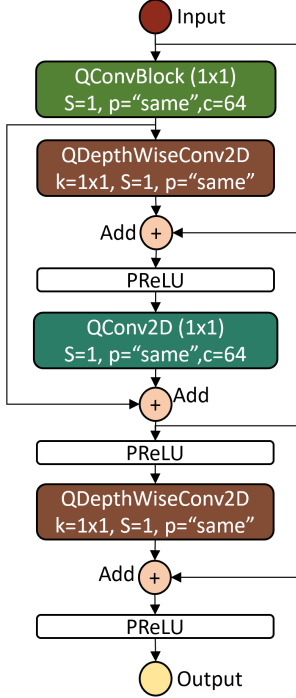 Input
QConvBlock (1x1)
S=1, p=“same”,c=64
QDepthWiseConv2D
k=1x1, S=1, p=“same”
Add
+
PReLU
QConv2D (1x1)
S=1, p=“same”,c=64
Add
+
PReLU
QDepthWiseConv2D
k=1x1, S=1, p=“same”
Add
+
PReLU
Output